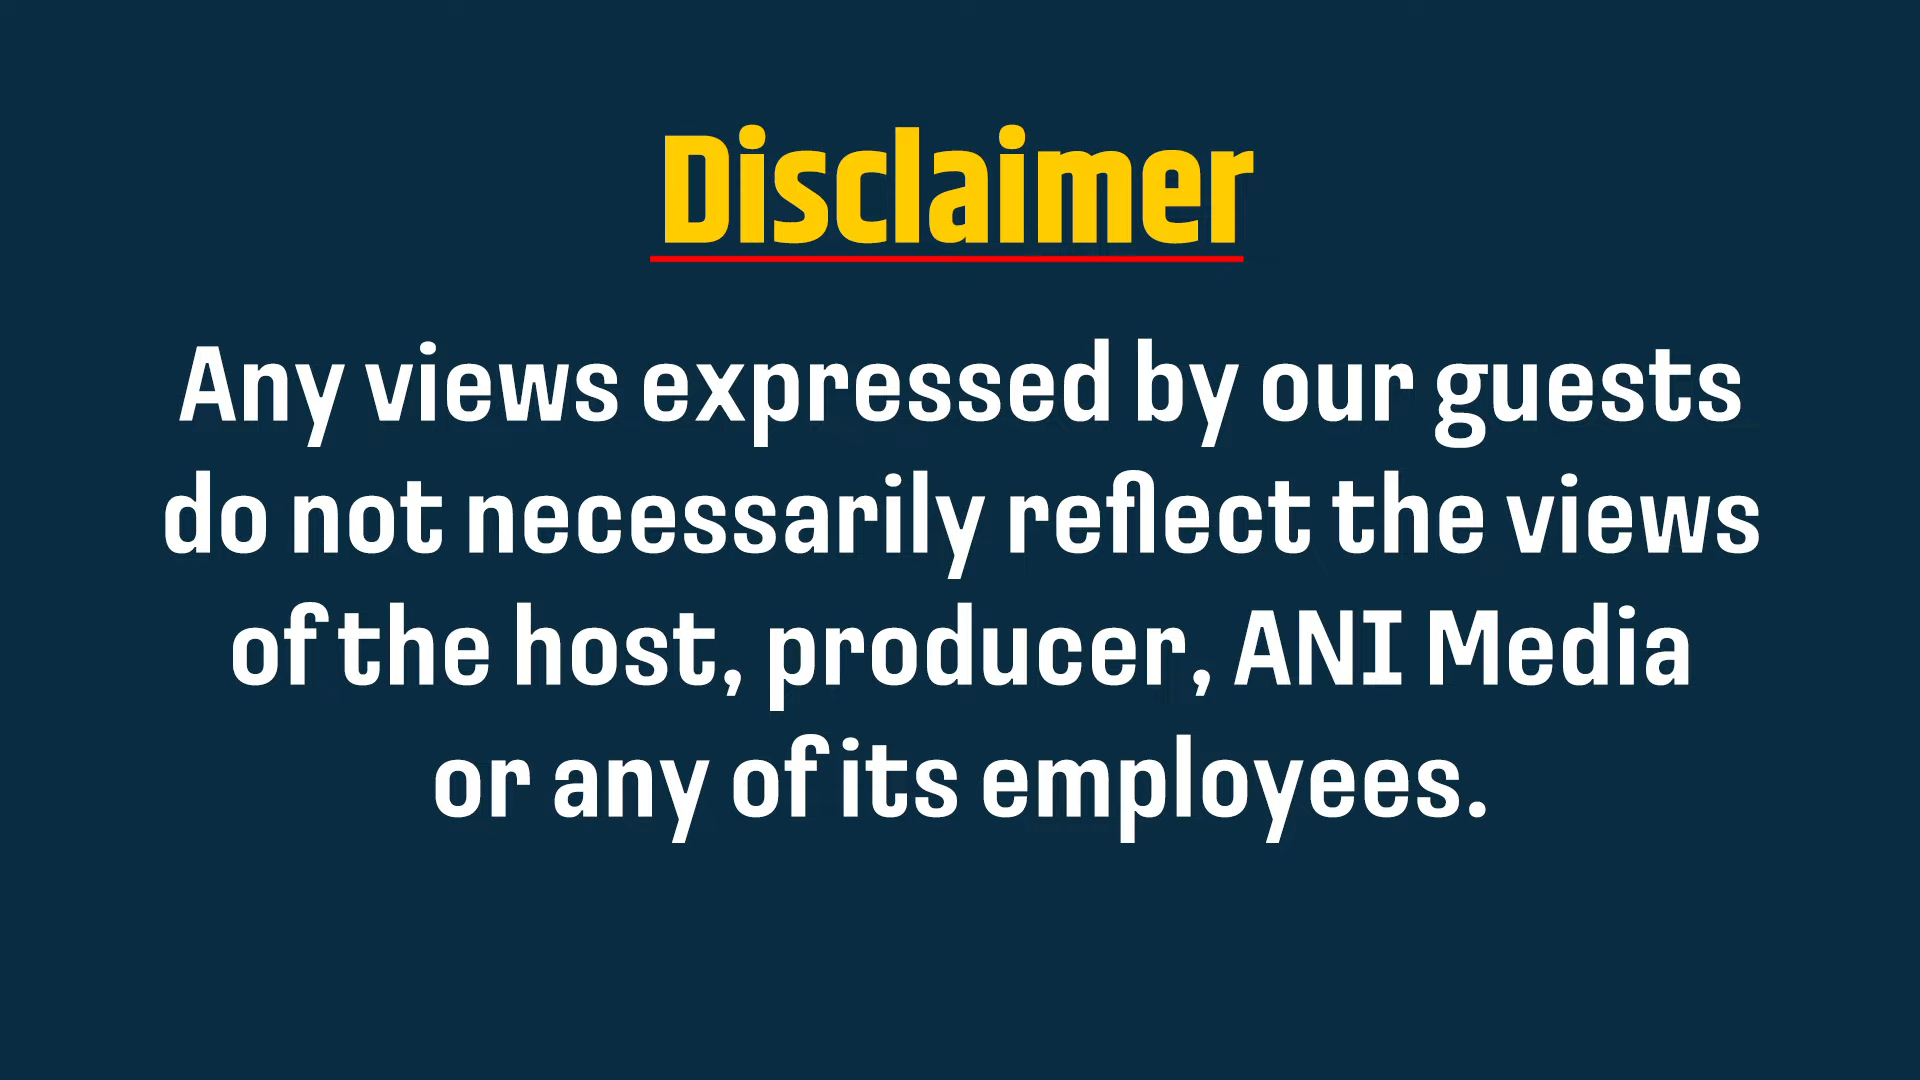 Disclaimer
Any views expressed by our guests
do not necessarily reflect the views
of the host, producer, ANI Media
or any of its employees.